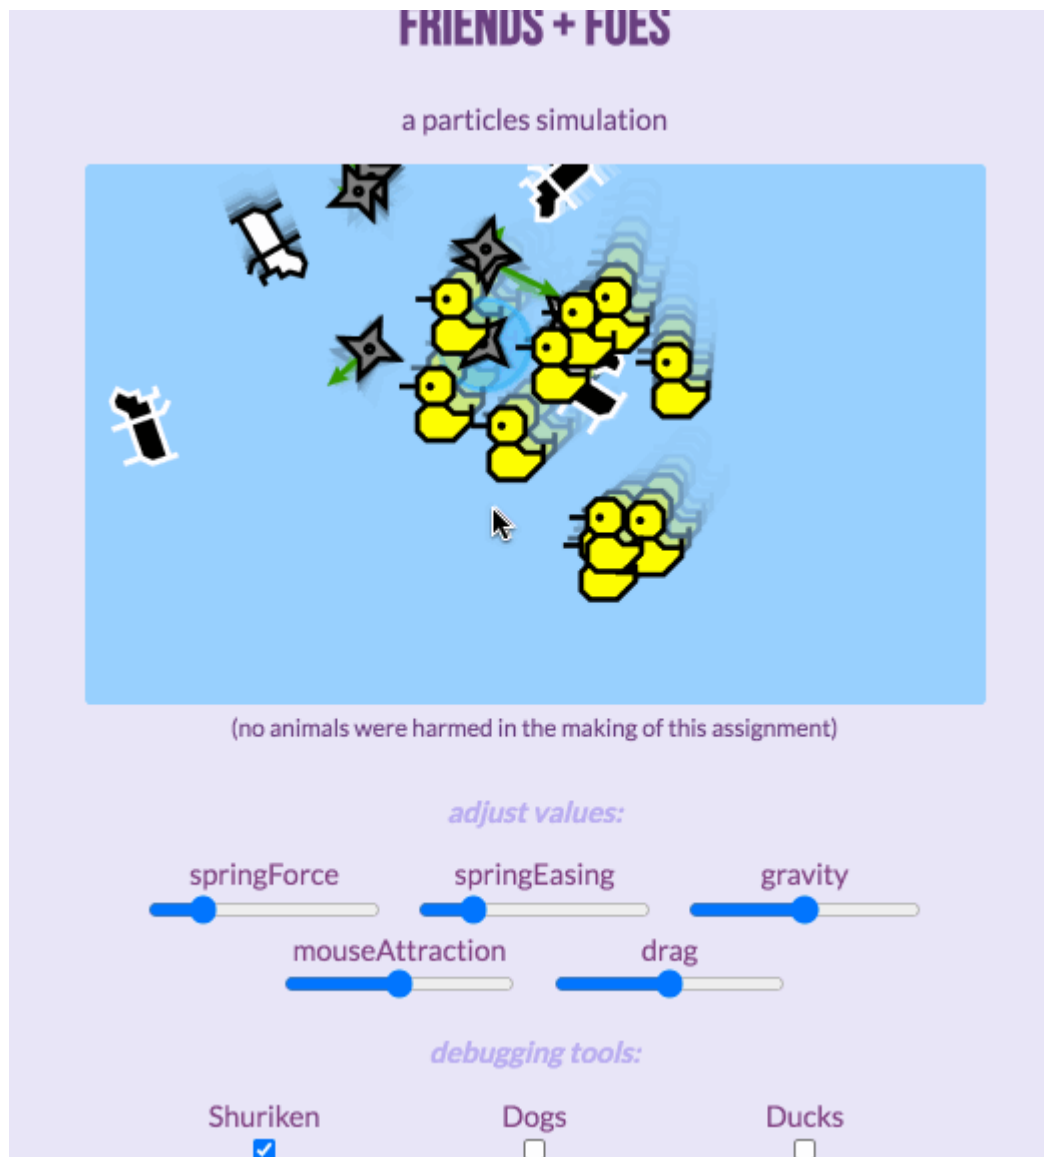 FRIENDS + FOES
a particles simulation
(no animals were harmed in the making of this assignment)
adjust values:
springForce springEasing gravity
mouseAttraction drag
debugging tools:
Shuriken Dogs Ducks